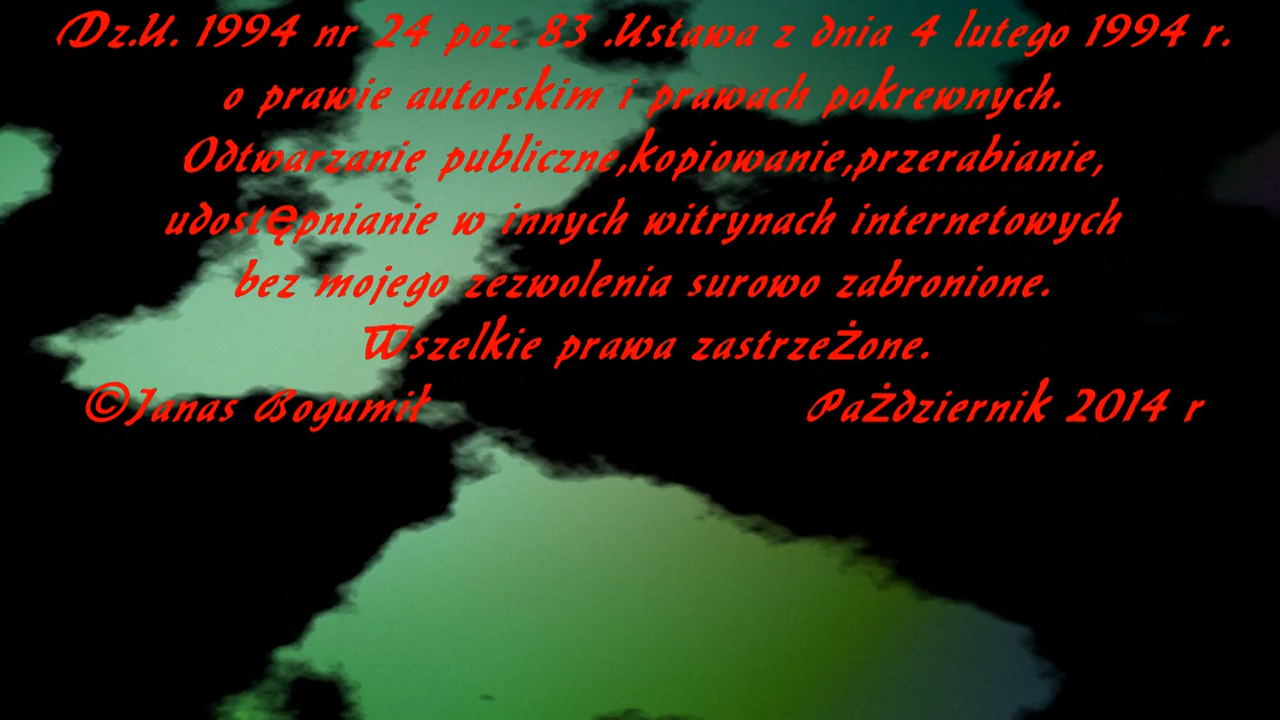 Dz.U. 1994 nr 24 poz. 83 .Ustawa z dnia 4 lutego 1994 r.
o prawie autorskim i prawach pokrewnych.
Odtwarzanie publiczne,kopiowanie,przerabianie,
udostępnianie w innych witrynach internetowych
bez mojego zezwolenia surowo zabronione.
Wszelkie prawa zastrzeŻone.
©Janas Bogumił PaŻdziernik 2014 r